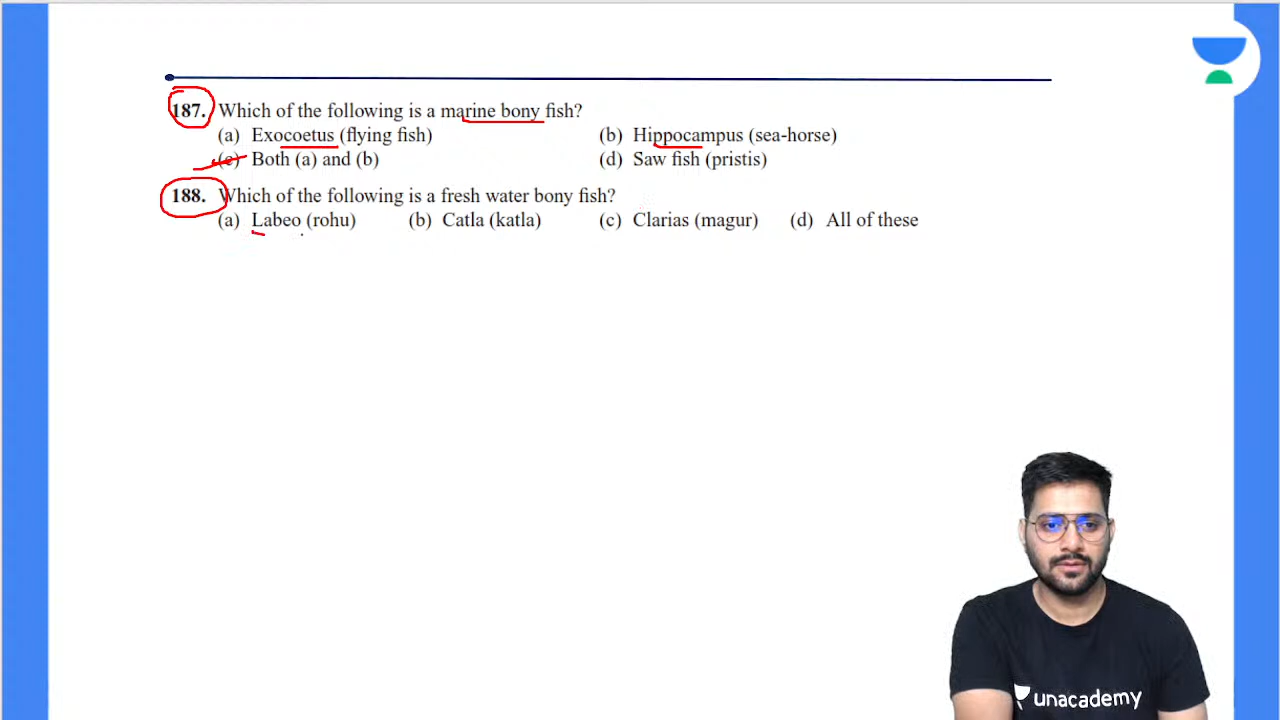 187. Which of the following is a marine bony fish?
(a) Exocoetus (flying fish) (b) Hippocampus (sea-horse)
(c) Both (a) and (b) (d) Saw fish (pristis)
188. Which of the following is a fresh water bony fish?
(a) Labeo (rohu) (b) Catla (katla) (c) Clarias (magur) (d) All of these
unacademy